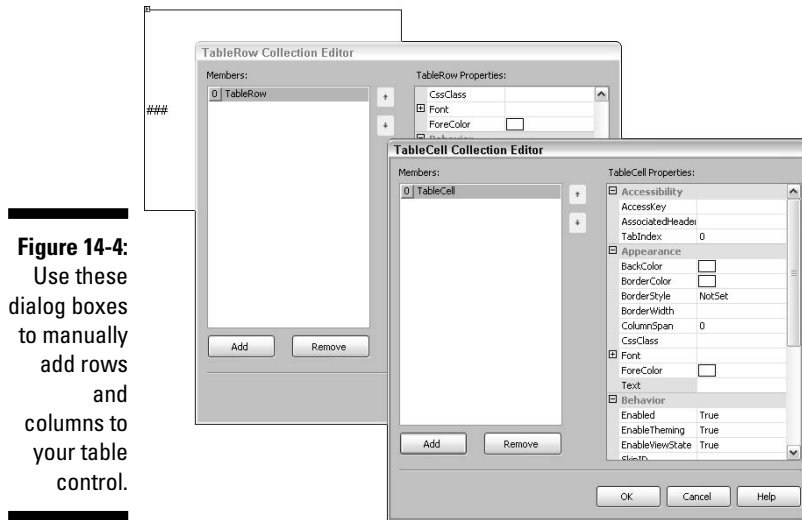 ###
Figure 14-4:
Use these
dialog boxes
to manually
add rows
and
columns to
your table
control.
TableRow Collection Editor
Members:
0 TableRow
Add Remove
TableRow Properties:
CssClass
Font
ForeColor
TableCell Collection Editor
Members:
0 TableCell
Add Remove
TableCell Properties:
Accessibility
AccessKey
AssociatedHeader
TabIndex 0
Appearance
BackColor
BorderColor
BorderStyle NotSet
BorderWidth
ColumnSpan 0
CssClass
Font
ForeColor
Text
Behavior
Enabled True
EnableTheming True
EnableViewState True
OK Cancel Help